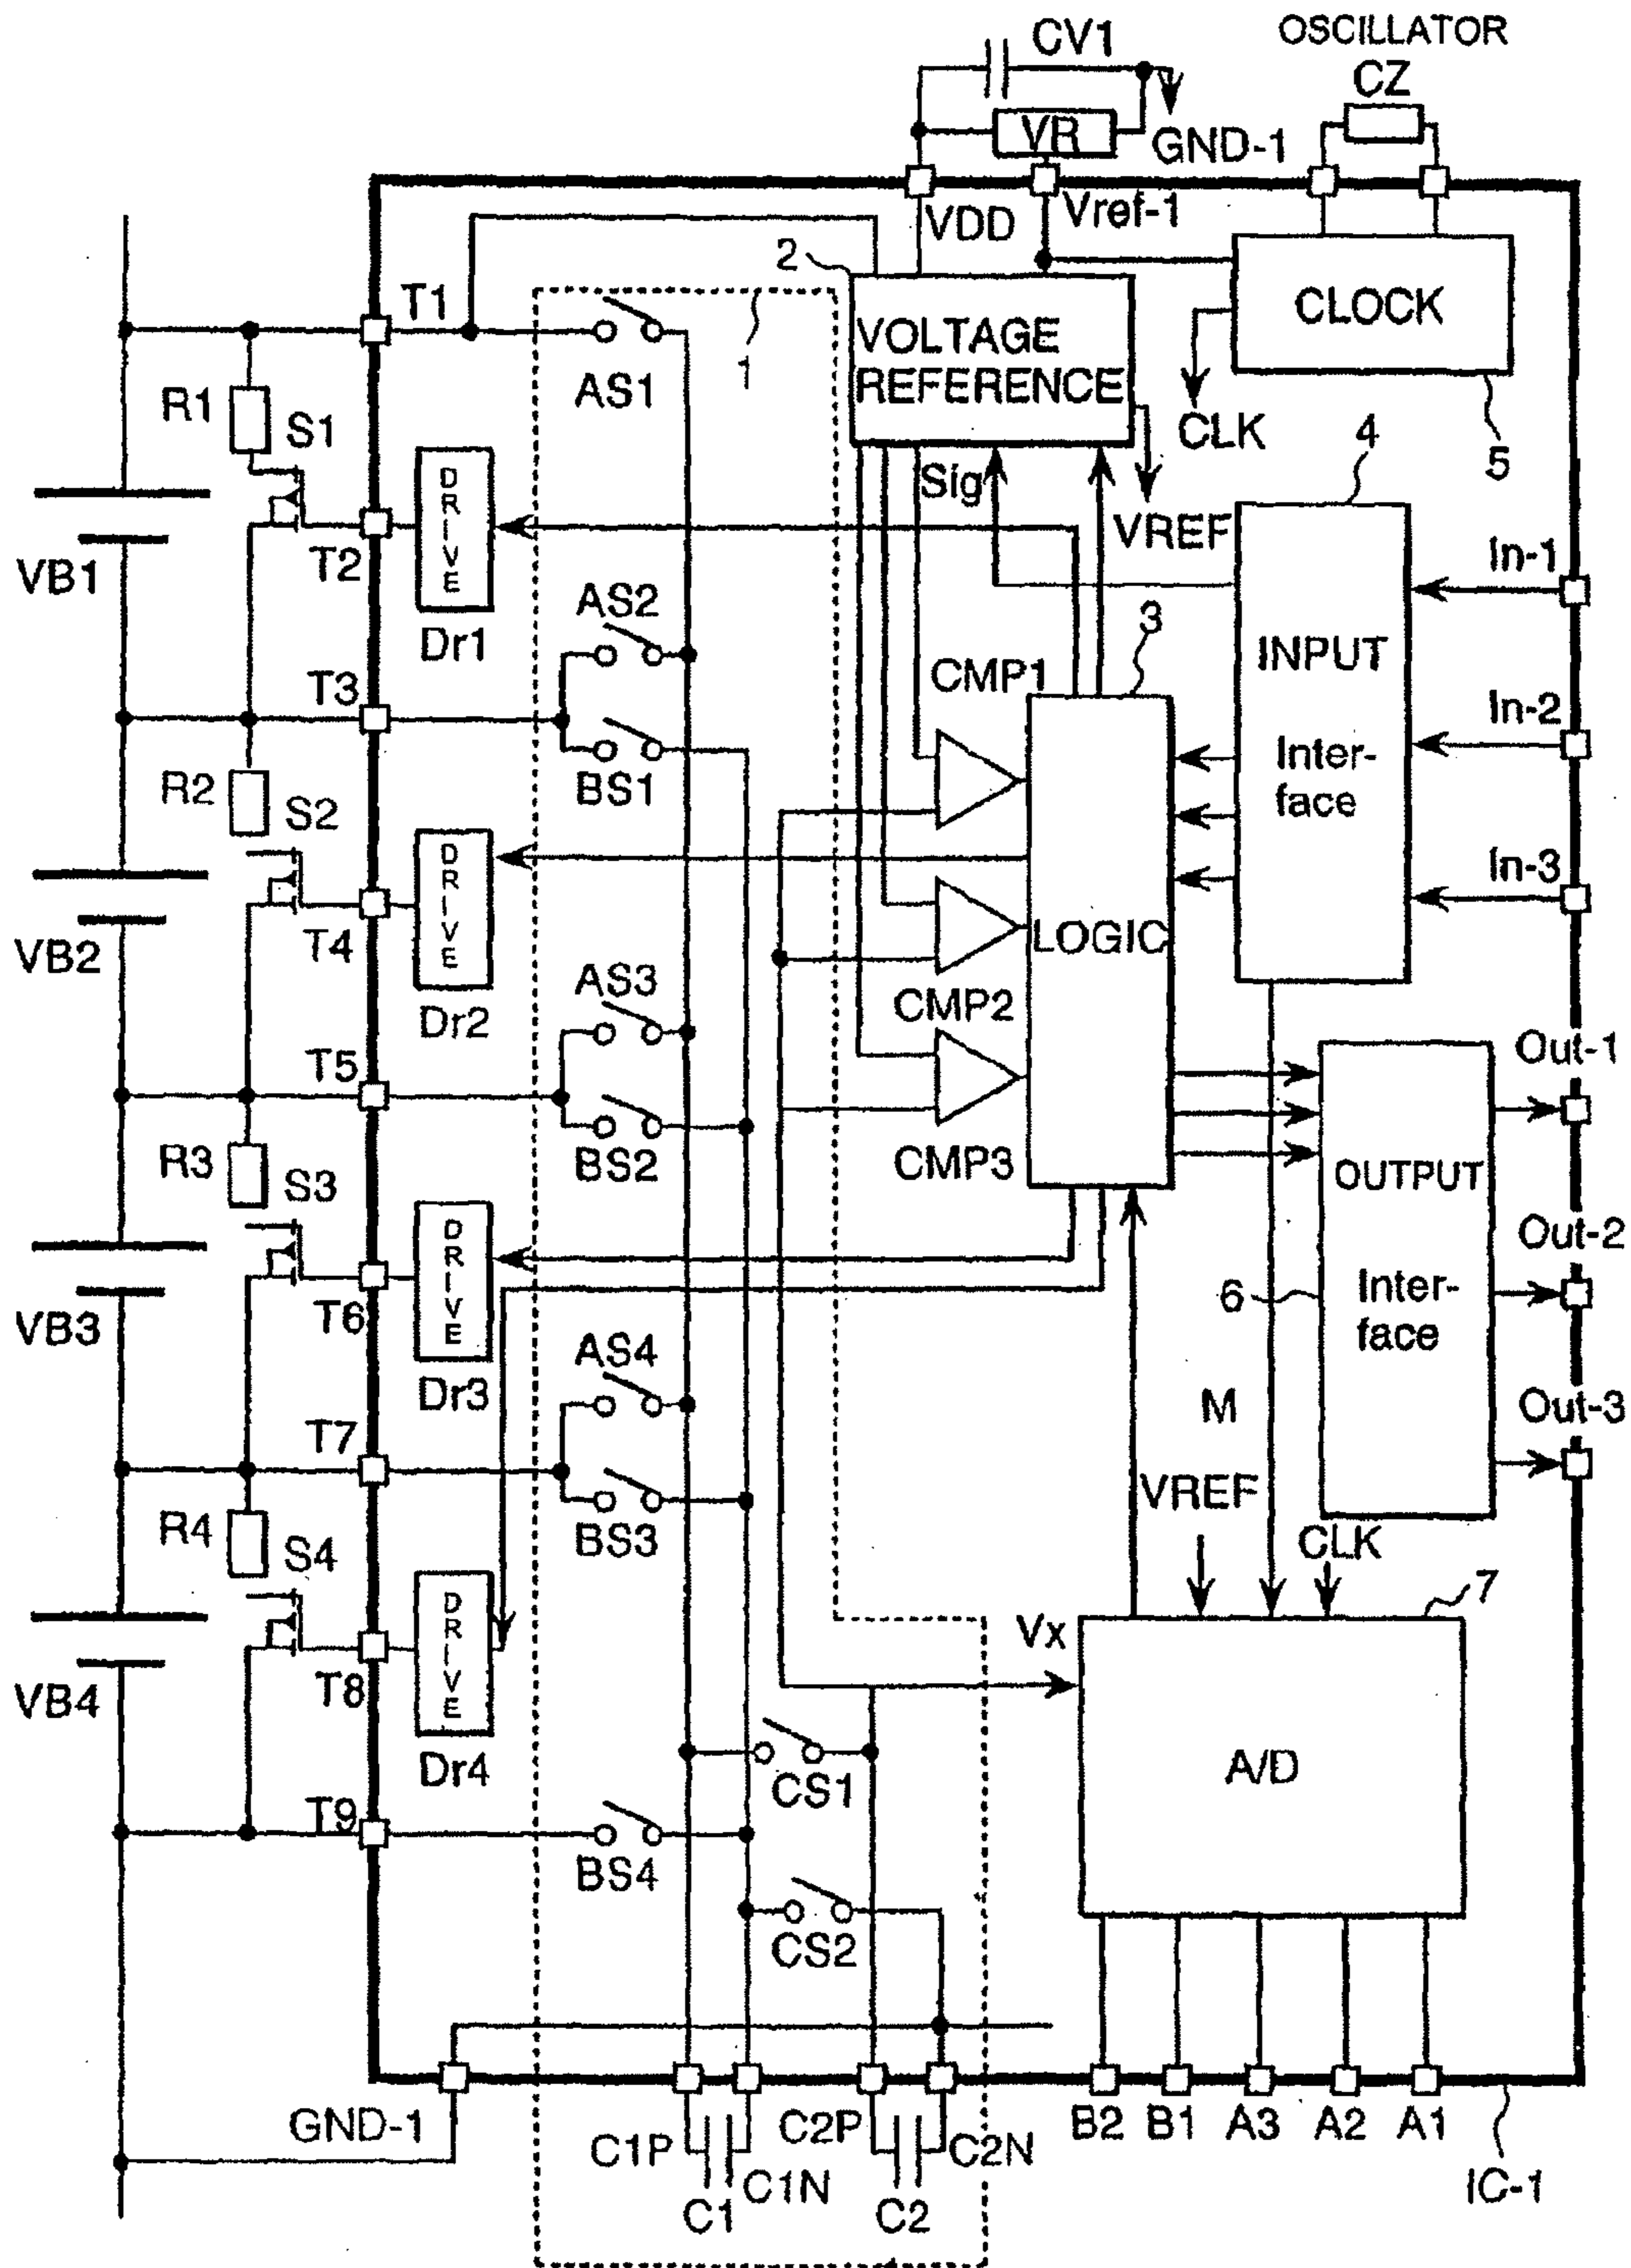 OSCILLATOR
CV1
CZ
VR
GND-1
VDD
Vref-1
2
T1
1
VOLTAGE
REFERENCE
CLOCK
AS1
R1
S1
CLK
5
4
DRIVE
Sig
VREF
VB1
T2
Dr1
AS2
3
In-1
INPUT
Inter-
face
CMP1
T3
In-2
BS1
R2
S2
DRIVE
In-3
LOGIC
VB2
T4
Dr2
AS3
CMP2
T5
Out-1
BS2
CMP3
R3
S3
OUTPUT
Inter-
face
DRIVE
Out-2
6
VB3
T6
Dr3
AS4
M
Out-3
T7
VREF
BS3
R4
S4
CLK
7
DRIVE
Vx
VB4
T8
Dr4
A/D
CS1
T9
BS4
CS2
GND-1
C1P
C1N
C1
C2P
C2N
C2
B2
B1
A3
A2
A1
IC-1